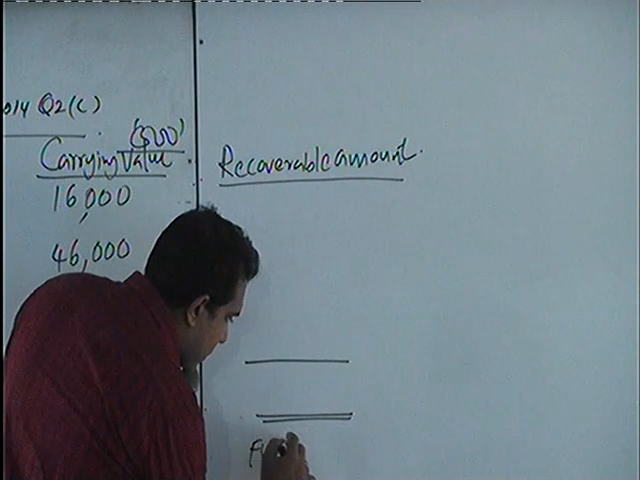 014 Q2(C)
('000')
Carrying Value
16,000
46,000
Recoverable amount.